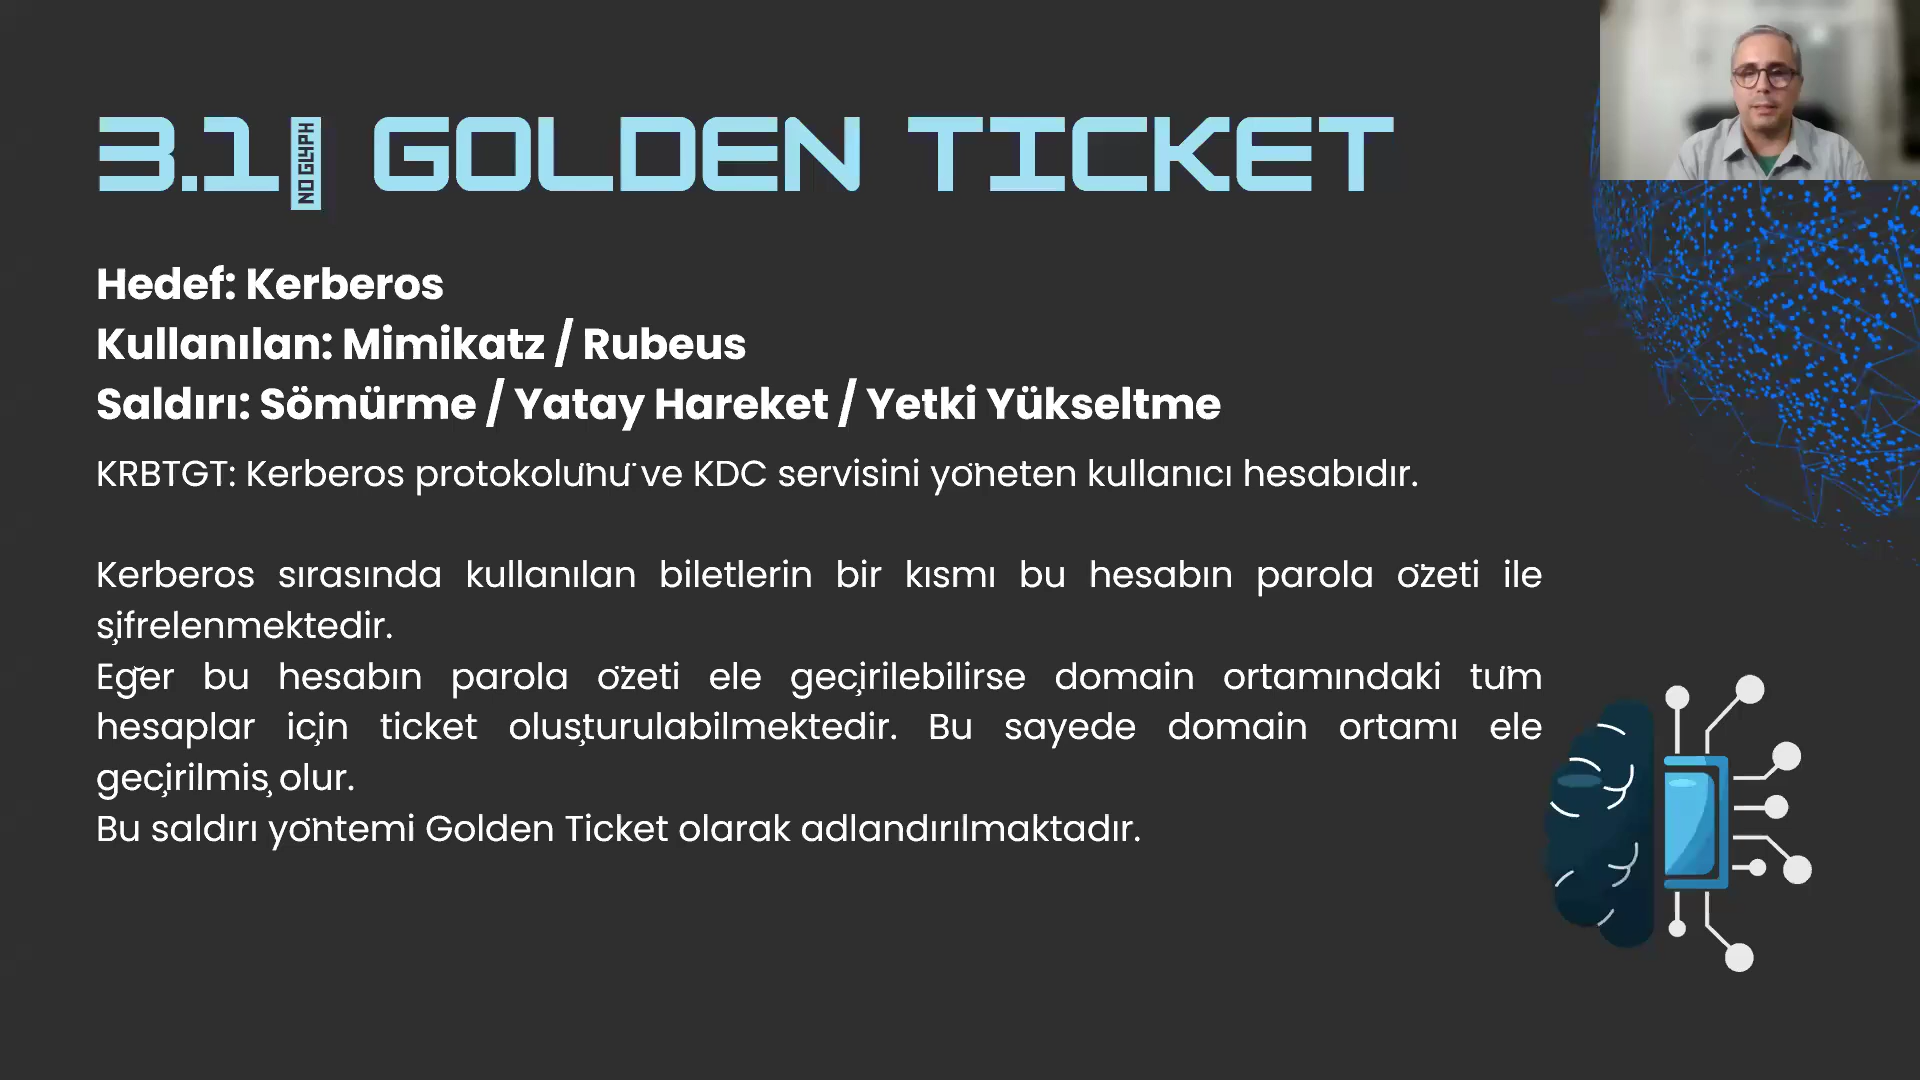 3.1 GOLDEN TICKET
NO GLYPH
Hedef: Kerberos
Kullanılan: Mimikatz / Rubeus
Saldırı: Sömürme / Yatay Hareket / Yetki Yükseltme
KRBTGT: Kerberos protokolünü ve KDC servisini yöneten kullanıcı hesabıdır.
Kerberos sırasında kullanılan biletlerin bir kısmı bu hesabın parola özeti ile
şifrelenmektedir.
Eğer bu hesabın parola özeti ele geçirilebilirse domain ortamındaki tüm
hesaplar için ticket oluşturulabilmektedir. Bu sayede domain ortamı ele
geçirilmiş olur.
Bu saldırı yöntemi Golden Ticket olarak adlandırılmaktadır.